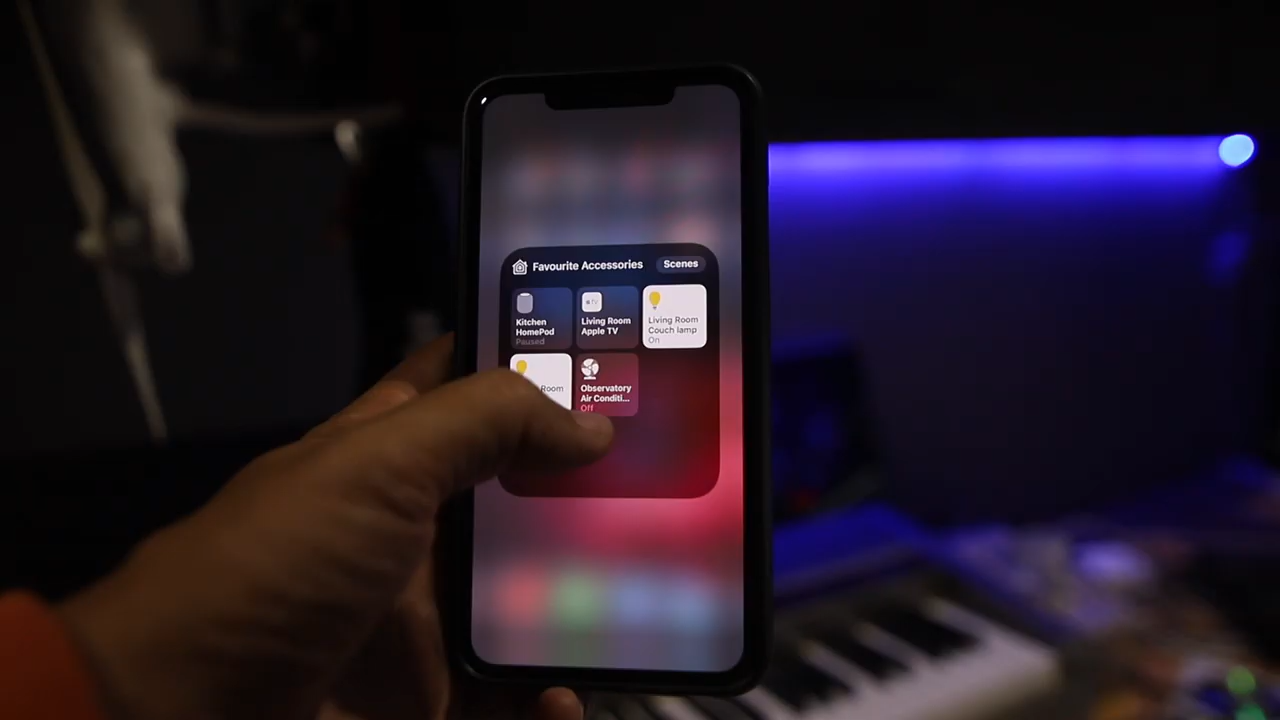 Favourite Accessories
Scenes
Kitchen
HomePod
Paused
tv
Living Room
Apple TV
Living Room
Couch lamp
On
Room
Observatory
Air Conditi...
Off